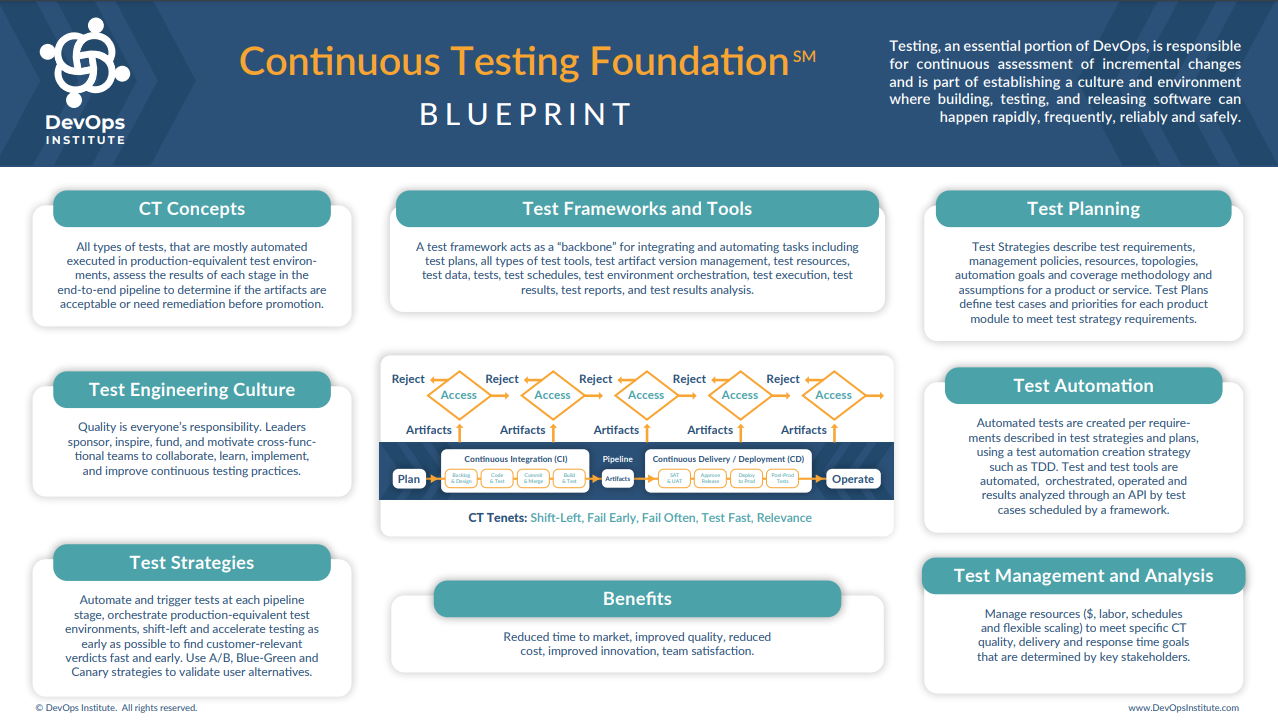 DevOps
INSTITUTE
Continuous Testing Foundation℠
BLUEPRINT
Testing, an essential portion of DevOps, is responsible
for continuous assessment of incremental changes
and is part of establishing a culture and environment
where building, testing, and releasing software can
happen rapidly, frequently, reliably and safely.
CT Concepts
All types of tests, that are mostly automated
executed in production-equivalent test environ-
ments, assess the results of each stage in the
end-to-end pipeline to determine if the artifacts are
acceptable or need remediation before promotion.
Test Frameworks and Tools
A test framework acts as a “backbone” for integrating and automating tasks including
test plans, all types of test tools, test artifact version management, test resources,
test data, tests, test schedules, test environment orchestration, test execution, test
results, test reports, and test results analysis.
Test Planning
Test Strategies describe test requirements,
management policies, resources, topologies,
automation goals and coverage methodology and
assumptions for a product or service. Test Plans
define test cases and priorities for each product
module to meet test strategy requirements.
Test Engineering Culture
Quality is everyone’s responsibility. Leaders
sponsor, inspire, fund, and motivate cross-func-
tional teams to collaborate, learn, implement,
and improve continuous testing practices.
Reject Reject Reject Reject Reject
Access Access Access Access Access
Artifacts Artifacts Artifacts Artifacts Artifacts
Continuous Integration (CI) Pipeline Continuous Delivery / Deployment (CD)
Plan
Backlog
& Design
Code
& Test
Commit
& Merge
Build
& Test
Artifacts
SAT
& UAT
Approve
Release
Deploy
to Prod
Post-Prod
Tests
Operate
CT Tenets: Shift-Left, Fail Early, Fail Often, Test Fast, Relevance
Test Automation
Automated tests are created per require-
ments described in test strategies and plans,
using a test automation creation strategy
such as TDD. Test and test tools are
automated, orchestrated, operated and
results analyzed through an API by test
cases scheduled by a framework.
Test Strategies
Automate and trigger tests at each pipeline
stage, orchestrate production-equivalent test
environments, shift-left and accelerate testing as
early as possible to find customer-relevant
verdicts fast and early. Use A/B, Blue-Green and
Canary strategies to validate user alternatives.
Benefits
Reduced time to market, improved quality, reduced
cost, improved innovation, team satisfaction.
Test Management and Analysis
Manage resources ($, labor, schedules
and flexible scaling) to meet specific CT
quality, delivery and response time goals
that are determined by key stakeholders.
© DevOps Institute. All rights reserved.
www.DevOpsInstitute.com